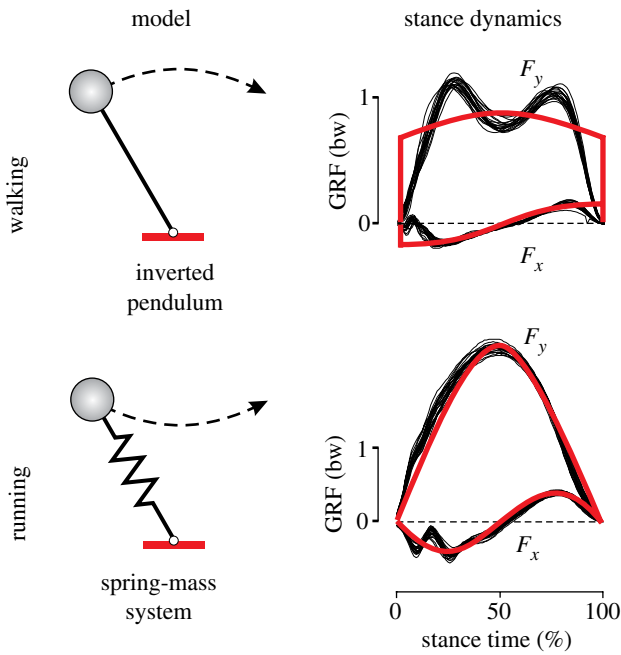 model
stance dynamics
walking
inverted
pendulum
GRF (bw)
1
0
F_y
F_x
running
spring-mass
system
GRF (bw)
1
0
F_y
F_x
0 50 100
stance time (%)